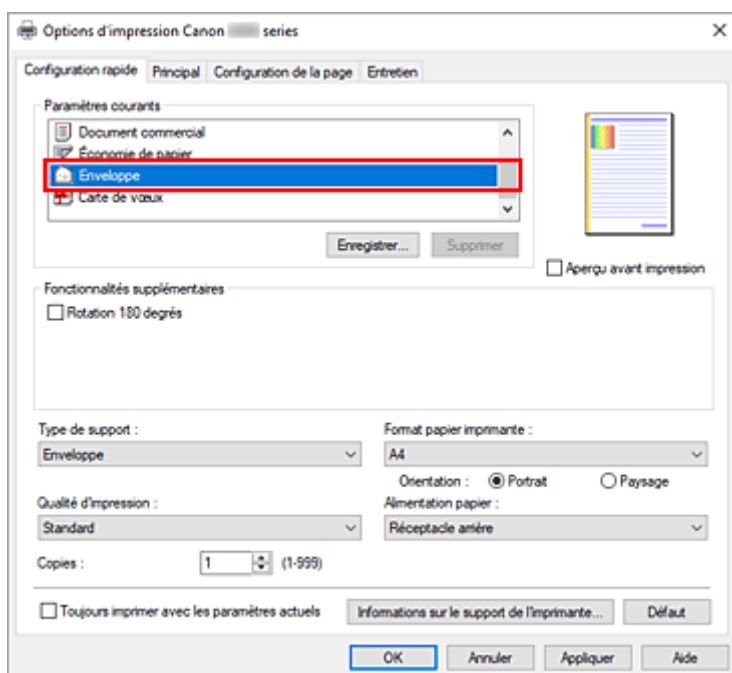 Options d'impression Canon series
Configuration rapide Principal Configuration de la page Entretien
Paramètres courants
Document commercial
Économie de papier
Enveloppe
Carte de vœux
Enregistrer... Supprimer
Aperçu avant impression
Fonctionnalités supplémentaires
Rotation 180 degrés
Type de support : Format papier imprimante :
Enveloppe A4
Orientation : Portrait Paysage
Qualité d'impression : Alimentation papier :
Standard Réceptacle arrière
Copies : 1 (1-999)
Toujours imprimer avec les paramètres actuels Informations sur le support de l'imprimante... Défaut
OK Annuler Appliquer Aide